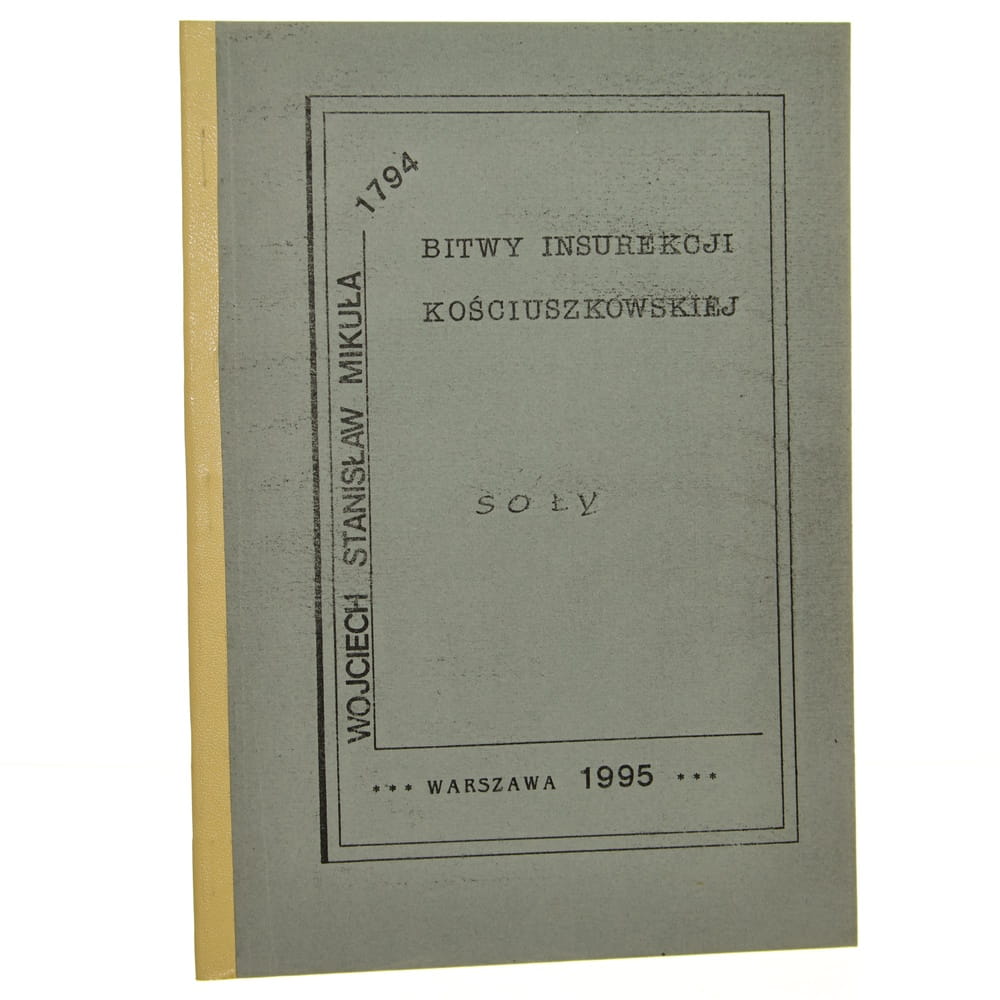 1794
WOJCIECH STANISŁAW MIKUŁA
BITWY INSUREKCJI
KOŚCIUSZKOWSKIEJ
SOŁY
*** WARSZAWA 1995 ***